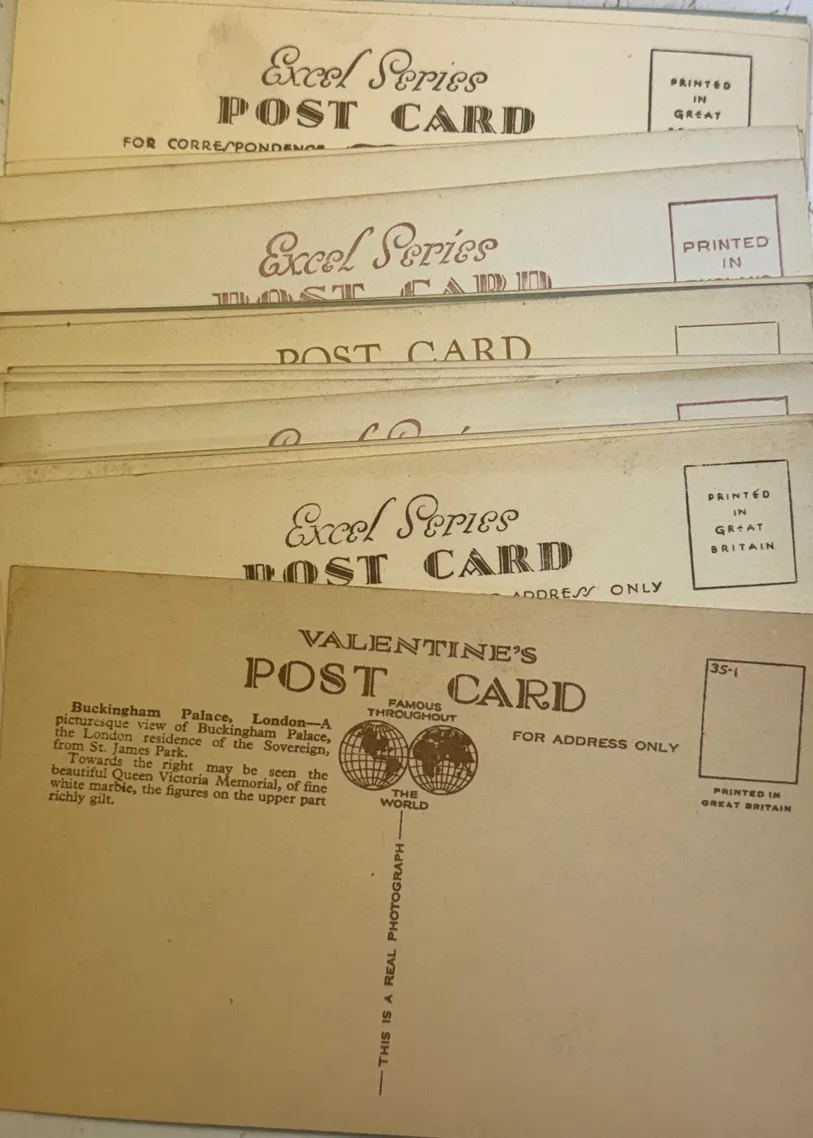 Excel Series
POST CARD
PRINTED
IN
GREAT
FOR CORRESPONDENCE
Excel Series
POST CARD
PRINTED
IN
POST CARD
Excel Series
POST CARD
ADDRESS ONLY
PRINTED
IN
GREAT
BRITAIN
VALENTINE'S
POST CARD
Buckingham Palace, London—A
picturesque view of Buckingham Palace,
the London residence of the Sovereign,
from St. James Park.
Towards the right may be seen the
beautiful Queen Victoria Memorial, of fine
white marble, the figures on the upper part
richly gilt.
FAMOUS
THROUGHOUT
THE
WORLD
FOR ADDRESS ONLY
35-1
PRINTED IN
GREAT BRITAIN
THIS IS A REAL PHOTOGRAPH